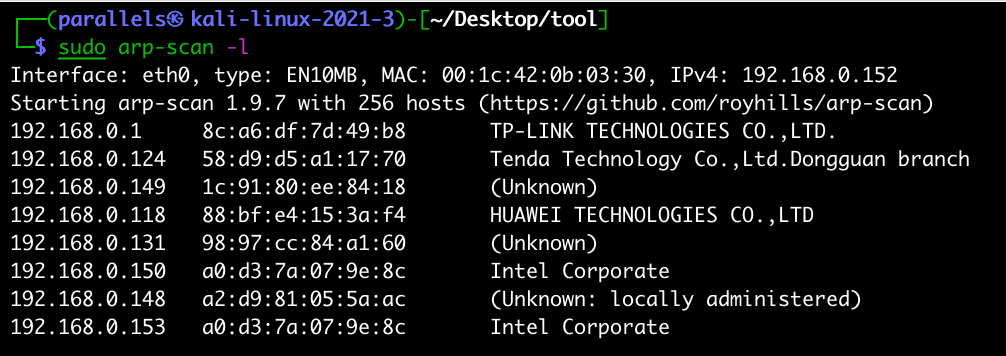 ┌──(parallels㉿kali-linux-2021-3)-[~/Desktop/tool]
└─$ sudo arp-scan -l
Interface: eth0, type: EN10MB, MAC: 00:1c:42:0b:03:30, IPv4: 192.168.0.152
Starting arp-scan 1.9.7 with 256 hosts (https://github.com/royhills/arp-scan)
192.168.0.1 8c:a6:df:7d:49:b8 TP-LINK TECHNOLOGIES CO.,LTD.
192.168.0.124 58:d9:d5:a1:17:70 Tenda Technology Co.,Ltd.Dongguan branch
192.168.0.149 1c:91:80:ee:84:18 (Unknown)
192.168.0.118 88:bf:e4:15:3a:f4 HUAWEI TECHNOLOGIES CO.,LTD
192.168.0.131 98:97:cc:84:a1:60 (Unknown)
192.168.0.150 a0:d3:7a:07:9e:8c Intel Corporate
192.168.0.148 a2:d9:81:05:5a:ac (Unknown: locally administered)
192.168.0.153 a0:d3:7a:07:9e:8c Intel Corporate